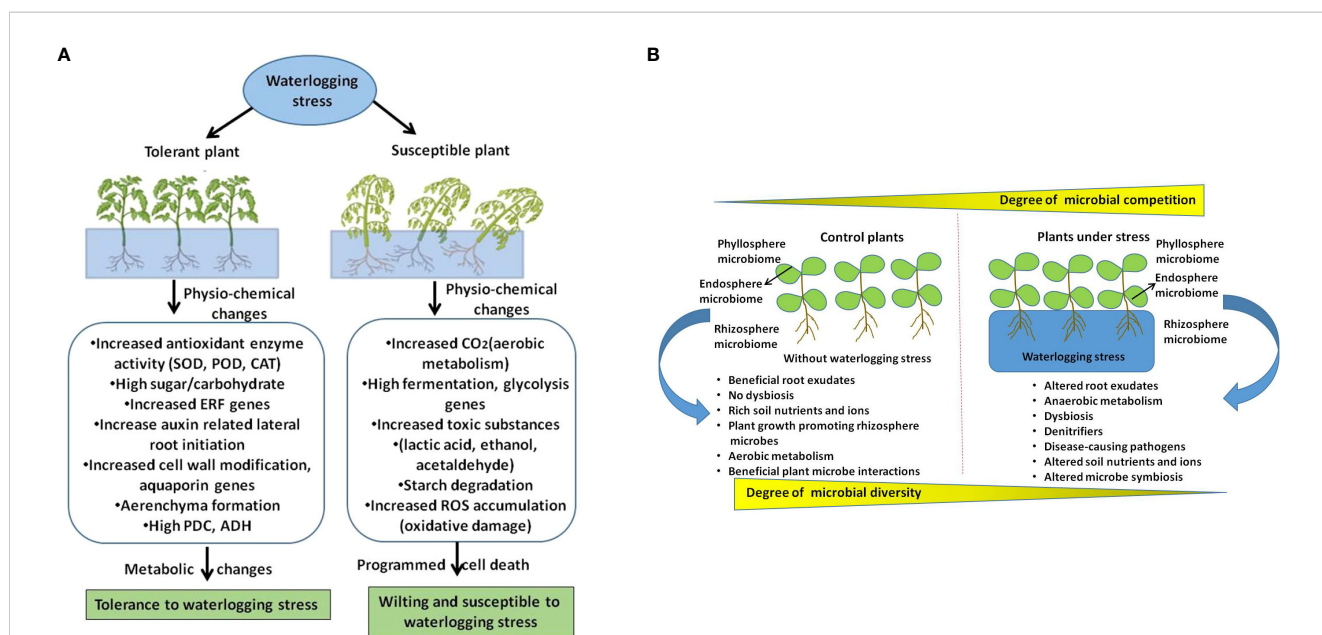 A
Waterlogging
stress
Tolerant plant
Susceptible plant
Physio-chemical
changes
Physio-chemical
changes
•Increased antioxidant enzyme
activity (SOD, POD, CAT)
•High sugar/carbohydrate
•Increased ERF genes
•Increase auxin related lateral
root initiation
•Increased cell wall modification,
aquaporin genes
•Aerenchyma formation
•High PDC, ADH
•Increased CO2(aerobic
metabolism)
•High fermentation, glycolysis
genes
•Increased toxic substances
•(lactic acid, ethanol,
acetaldehyde)
•Starch degradation
•Increased ROS accumulation
(oxidative damage)
Metabolic changes
Programmed cell death
Tolerance to waterlogging stress
Wilting and susceptible to
waterlogging stress
B
Degree of microbial competition
Control plants
Plants under stress
Phyllosphere
microbiome
Endosphere
microbiome
Rhizosphere
microbiome
Without waterlogging stress
Phyllosphere
microbiome
Endosphere
microbiome
Rhizosphere
microbiome
Waterlogging stress
• Beneficial root exudates
• No dysbiosis
• Rich soil nutrients and ions
• Plant growth promoting rhizosphere
microbes
• Aerobic metabolism
• Beneficial plant microbe interactions
• Altered root exudates
• Anaerobic metabolism
• Dysbiosis
• Denitrifiers
• Disease-causing pathogens
• Altered soil nutrients and ions
• Altered microbe symbiosis
Degree of microbial diversity